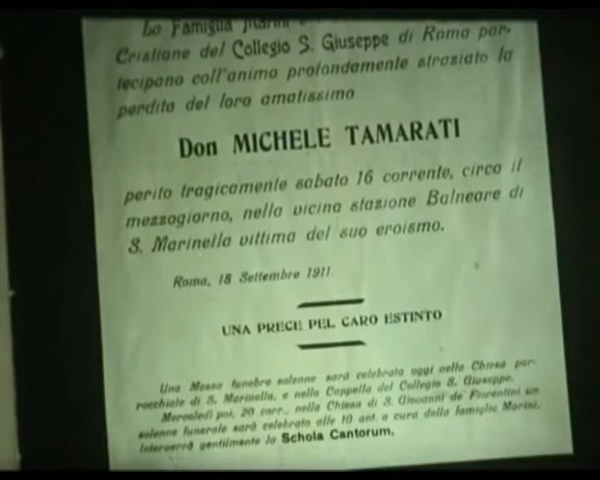 La Famiglia Marini e
Cristiane del Collegio S. Giuseppe di Roma par-
tecipano coll'animo profondamente straziato la
perdita del loro amatissimo
Don MICHELE TAMARATI
perito tragicamente sabato 16 corrente, circa il
mezzogiorno, nella vicina stazione Balneare di
S. Marinella vittima del suo eroismo.
Roma, 18 Settembre 1911.
UNA PRECE PEL CARO ESTINTO
Una Messa funebre solenne sarà celebrata oggi nella Chiesa par-
rocchiale di S. Marinella, e nella Cappella del Collegio S. Giuseppe.
Mercoledì poi, 20 corr., nella Chiesa di S. Giovanni de' Fiorentini un
solenne funerale sarà celebrato alle 10 ant. a cura della famiglia Marini.
Interverrà gentilmente la Schola Cantorum.